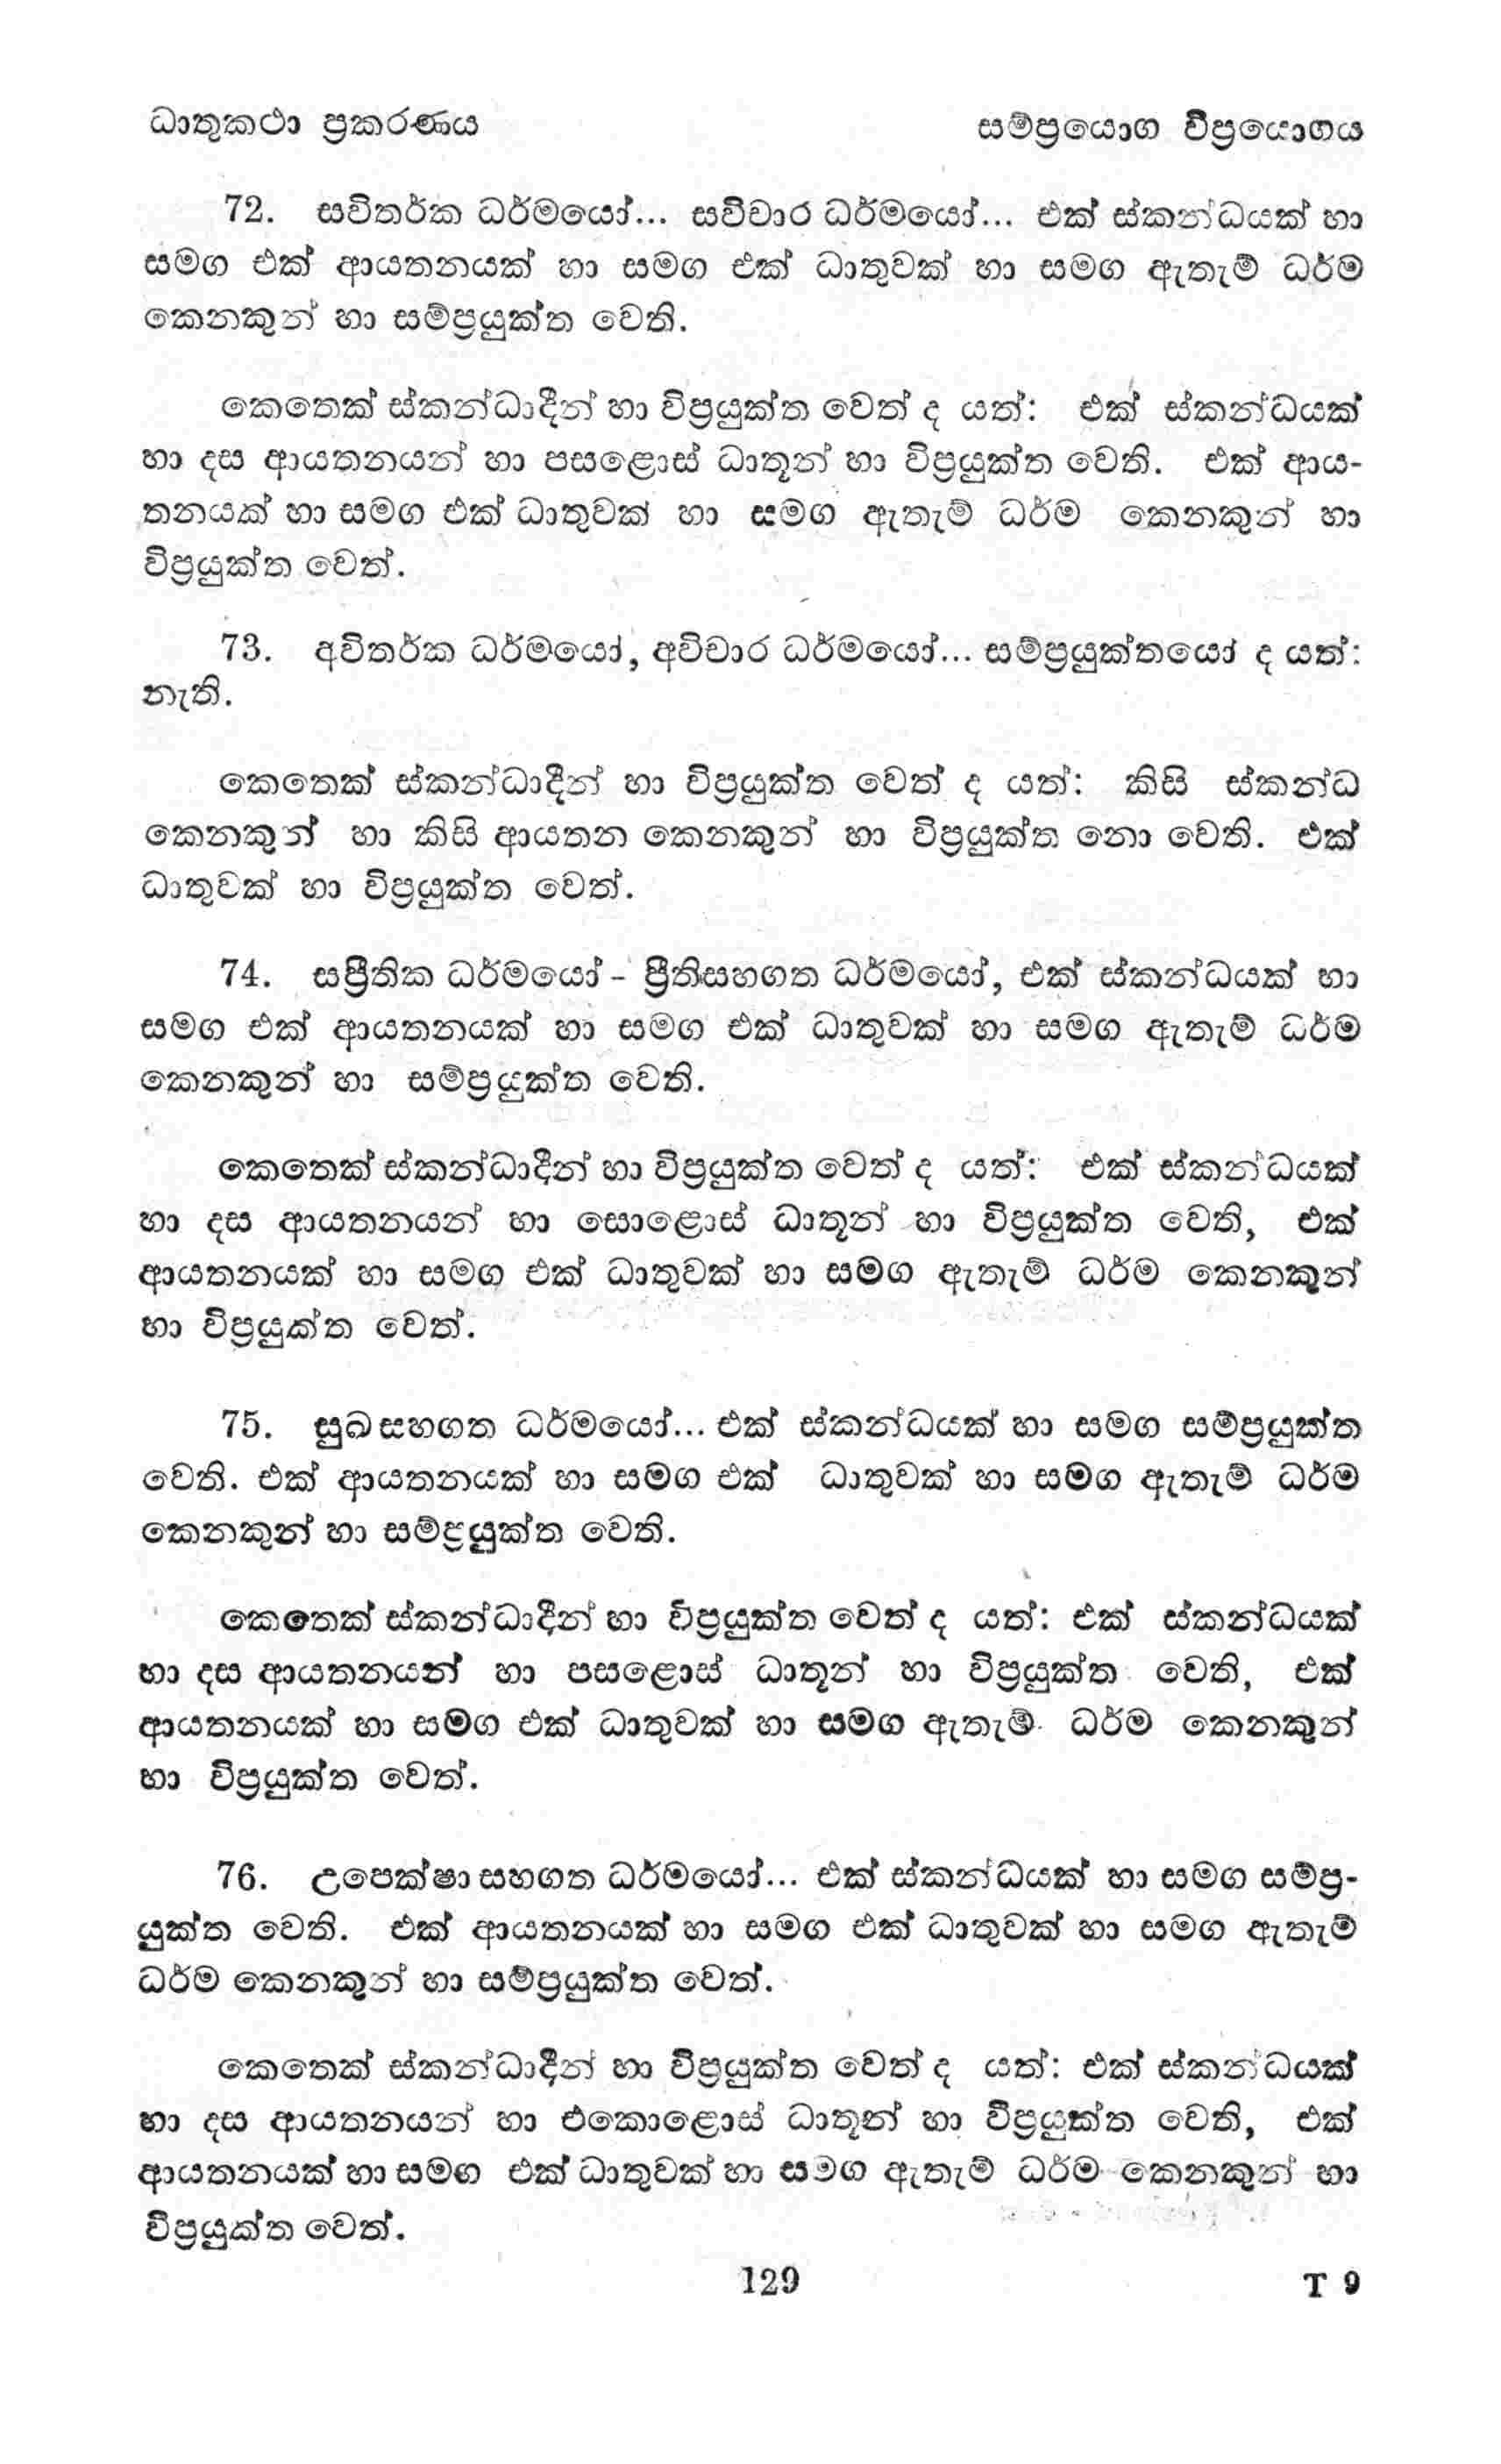 ධාතුකථා ප්‍රකරණය
සම්ප්‍රයොග විප්‍රයොගය
72. සවිතර්ක ධර්මයෝ... සවිචාර ධර්මයෝ... එක් ස්කන්ධයක් හා
සමග එක් ආයතනයක් හා සමග එක් ධාතුවක් හා සමග ඇතැම් ධර්ම
කෙනකුන් හා සම්ප්‍රයුක්ත වෙති.
කෙතෙක් ස්කන්ධාදීන් හා විප්‍රයුක්ත වෙත් ද යත්: එක් ස්කන්ධයක්
හා දස ආයතනයන් හා පසළොස් ධාතූන් හා විප්‍රයුක්ත වෙති. එක් ආය-
තනයක් හා සමග එක් ධාතුවක් හා සමග ඇතැම් ධර්ම කෙනකුන් හා
විප්‍රයුක්ත වෙත්.
73. අවිතර්ක ධර්මයෝ, අවිචාර ධර්මයෝ... සම්ප්‍රයුක්තයෝ ද යත්:
නැති.
කෙතෙක් ස්කන්ධාදීන් හා විප්‍රයුක්ත වෙත් ද යත්: කිසි ස්කන්ධ
කෙනකුන් හා කිසි ආයතන කෙනකුන් හා විප්‍රයුක්ත නො වෙති. එක්
ධාතුවක් හා විප්‍රයුක්ත වෙත්.
74. සප්‍රීතික ධර්මයෝ - ප්‍රීතිසහගත ධර්මයෝ, එක් ස්කන්ධයක් හා
සමග එක් ආයතනයක් හා සමග එක් ධාතුවක් හා සමග ඇතැම් ධර්ම
කෙනකුන් හා සම්ප්‍රයුක්ත වෙති.
කෙතෙක් ස්කන්ධාදීන් හා විප්‍රයුක්ත වෙත් ද යත්: එක් ස්කන්ධයක්
හා දස ආයතනයන් හා සොළොස් ධාතූන් හා විප්‍රයුක්ත වෙති, එක්
ආයතනයක් හා සමග එක් ධාතුවක් හා සමග ඇතැම් ධර්ම කෙනකුන්
හා විප්‍රයුක්ත වෙත්.
75. සුඛසහගත ධර්මයෝ... එක් ස්කන්ධයක් හා සමග සම්ප්‍රයුක්ත
වෙති. එක් ආයතනයක් හා සමග එක් ධාතුවක් හා සමග ඇතැම් ධර්ම
කෙනකුන් හා සම්ප්‍රයුක්ත වෙති.
කෙතෙක් ස්කන්ධාදීන් හා විප්‍රයුක්ත වෙත් ද යත්: එක් ස්කන්ධයක්
හා දස ආයතනයන් හා පසළොස් ධාතූන් හා විප්‍රයුක්ත වෙති, එක්
ආයතනයක් හා සමග එක් ධාතුවක් හා සමග ඇතැම් ධර්ම කෙනකුන්
හා විප්‍රයුක්ත වෙත්.
76. උපෙක්ෂාසහගත ධර්මයෝ... එක් ස්කන්ධයක් හා සමග සම්ප්‍ර-
යුක්ත වෙති. එක් ආයතනයක් හා සමග එක් ධාතුවක් හා සමග ඇතැම්
ධර්ම කෙනකුන් හා සම්ප්‍රයුක්ත වෙත්.
කෙතෙක් ස්කන්ධාදීන් හා විප්‍රයුක්ත වෙත් ද යත්: එක් ස්කන්ධයක්
හා දස ආයතනයන් හා එකොළොස් ධාතූන් හා විප්‍රයුක්ත වෙති, එක්
ආයතනයක් හා සමඟ එක් ධාතුවක් හා සමග ඇතැම් ධර්ම කෙනකුන් හා
විප්‍රයුක්ත වෙත්.
129
T 9